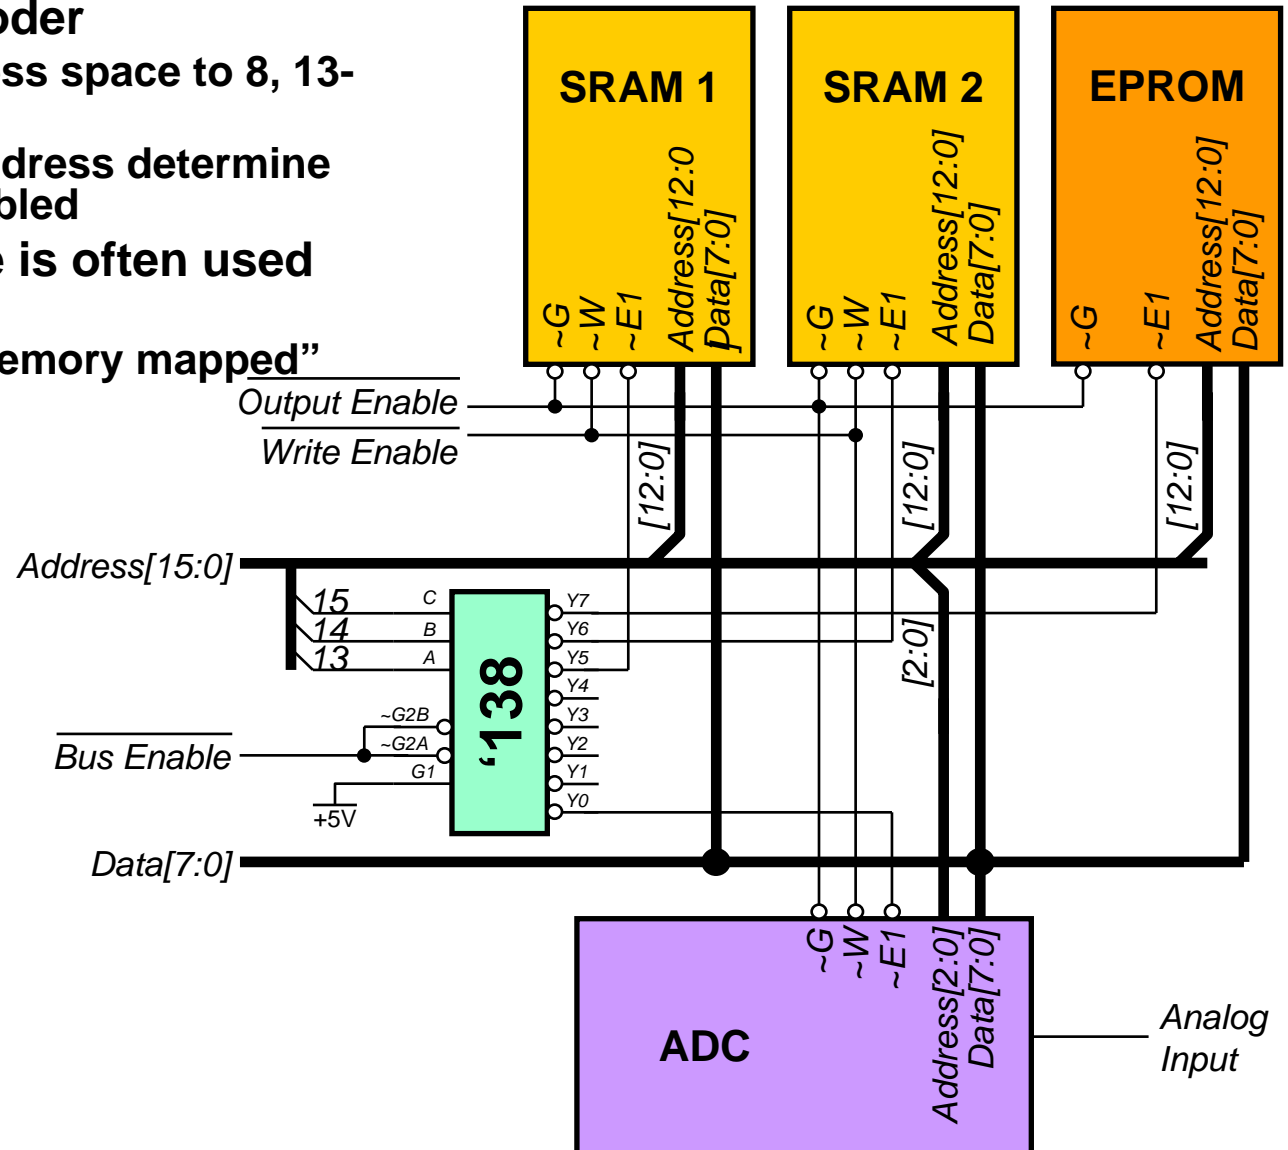 oder
ss space to 8, 13-
dress determine
bled
e is often used
emory mapped”
SRAM 1
~G
~W
~E1
Address[12:0
Data[7:0]
SRAM 2
~G
~W
~E1
Address[12:0]
Data[7:0]
EPROM
~G
~E1
Address[12:0]
Data[7:0]
Output Enable
Write Enable
[12:0]
[12:0]
[12:0]
Address[15:0]
15
14
13
C
B
A
‘138
Y7
Y6
Y5
Y4
Y3
Y2
Y1
Y0
[2:0]
~G2B
~G2A
G1
Bus Enable
+5V
Data[7:0]
~G
~W
~E1
Address[2:0]
Data[7:0]
ADC
Analog
Input